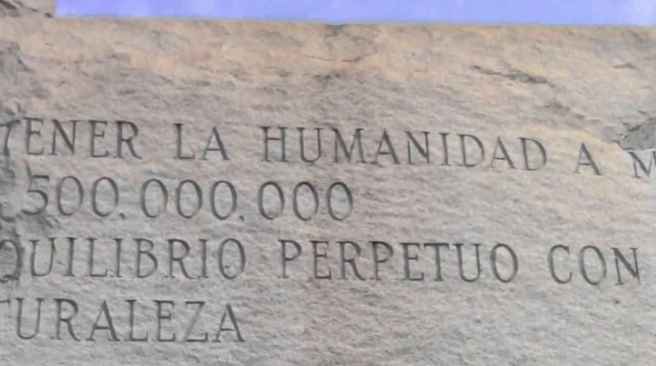 TENER LA HUMANIDAD A M
500.000.000
QUILIBRIO PERPETUO CON
TURALEZA